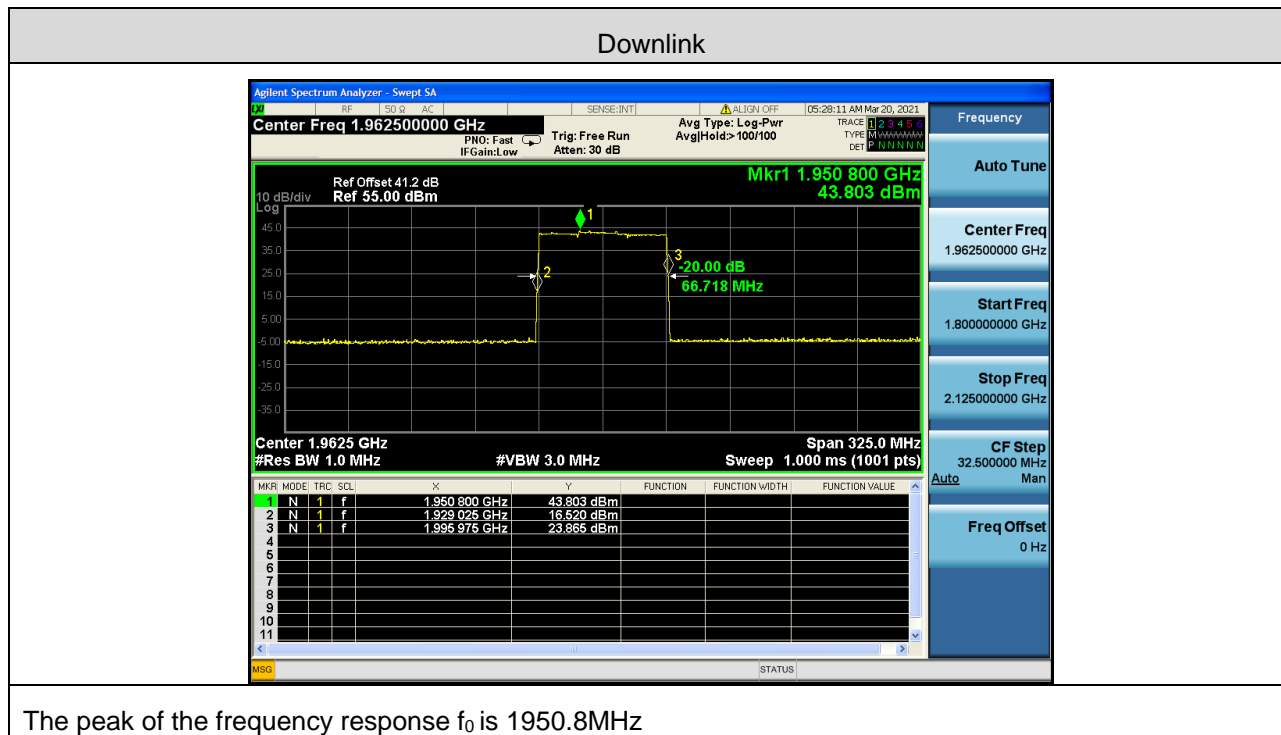 Downlink
Agilent Spectrum Analyzer - Swept SA
LXI RF 50 Ω AC SENSE:INT ALIGN OFF 05:28:11 AM Mar 20, 2021
Center Freq 1.962500000 GHz
PNO: Fast
IFGain:Low
Trig: Free Run
Atten: 30 dB
Avg Type: Log-Pwr
Avg|Hold:>100/100
TRACE 1 2 3 4 5 6
TYPE M
DET P N N N N N
Frequency
Auto Tune
Center Freq
1.962500000 GHz
Start Freq
1.800000000 GHz
Stop Freq
2.125000000 GHz
CF Step
32.500000 MHz
Auto Man
Freq Offset
0 Hz
Mkr1 1.950 800 GHz
43.803 dBm
Ref Offset 41.2 dB
10 dB/div Ref 55.00 dBm
Log
45.0
35.0
25.0
15.0
5.00
-5.00
-15.0
-25.0
-35.0
1
2
3
-20.00 dB
66.718 MHz
Center 1.9625 GHz Span 325.0 MHz
#Res BW 1.0 MHz #VBW 3.0 MHz Sweep 1.000 ms (1001 pts)
MKR MODE TRC SCL X Y FUNCTION FUNCTION WIDTH FUNCTION VALUE
1 N 1 f 1.950 800 GHz 43.803 dBm
2 N 1 f 1.929 025 GHz 16.520 dBm
3 N 1 f 1.995 975 GHz 23.865 dBm
4
5
6
7
8
9
10
11
MSG STATUS
The peak of the frequency response f₀ is 1950.8MHz